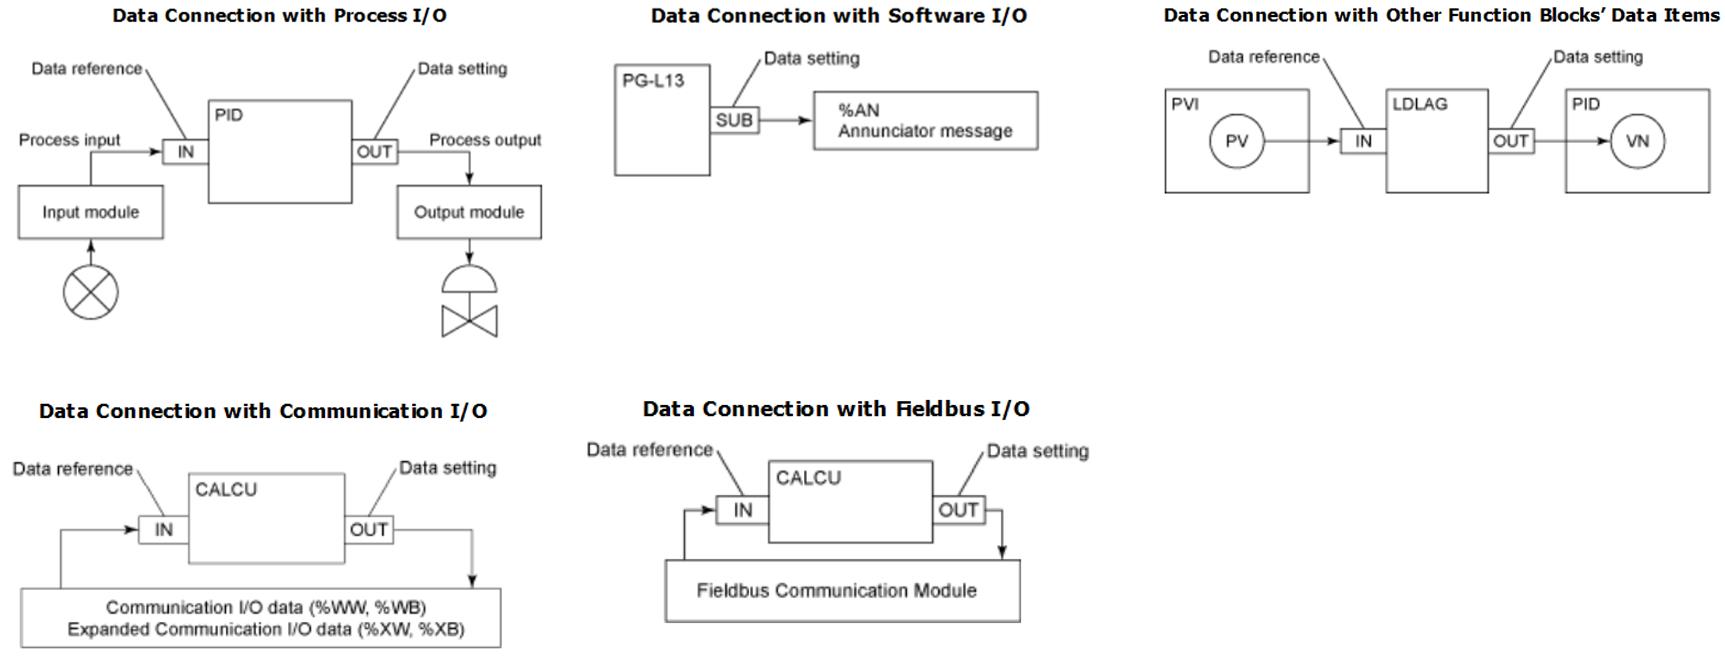 Data Connection with Process I/O
Data reference
Data setting
PID
Process input
IN
OUT
Process output
Input module
Output module
Data Connection with Software I/O
Data setting
PG-L13
SUB
%AN
Annunciator message
Data Connection with Other Function Blocks’ Data Items
Data reference
Data setting
PVI
LDLAG
PID
PV
IN
OUT
VN
Data Connection with Communication I/O
Data reference
Data setting
CALCU
IN
OUT
Communication I/O data (%WW, %WB)
Expanded Communication I/O data (%XW, %XB)
Data Connection with Fieldbus I/O
Data reference
Data setting
CALCU
IN
OUT
Fieldbus Communication Module